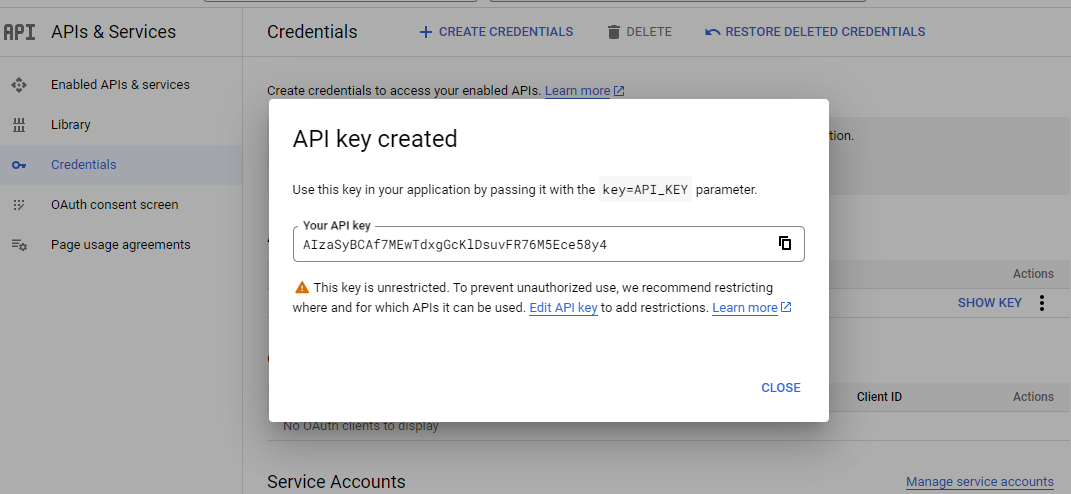 API APIs & Services
Enabled APIs & services
Library
Credentials
OAuth consent screen
Page usage agreements
Credentials + CREATE CREDENTIALS DELETE RESTORE DELETED CREDENTIALS
Create credentials to access your enabled APIs. Learn more
tion.
API key created
Use this key in your application by passing it with the key=API_KEY parameter.
Your API key
AIzaSyBCAf7MEwTdxgGcKlDsuvFR76M5Ece58y4
This key is unrestricted. To prevent unauthorized use, we recommend restricting
where and for which APIs it can be used. Edit API key to add restrictions. Learn more
CLOSE
Actions
SHOW KEY
Client ID Actions
No OAuth clients to display
Service Accounts Manage service accounts